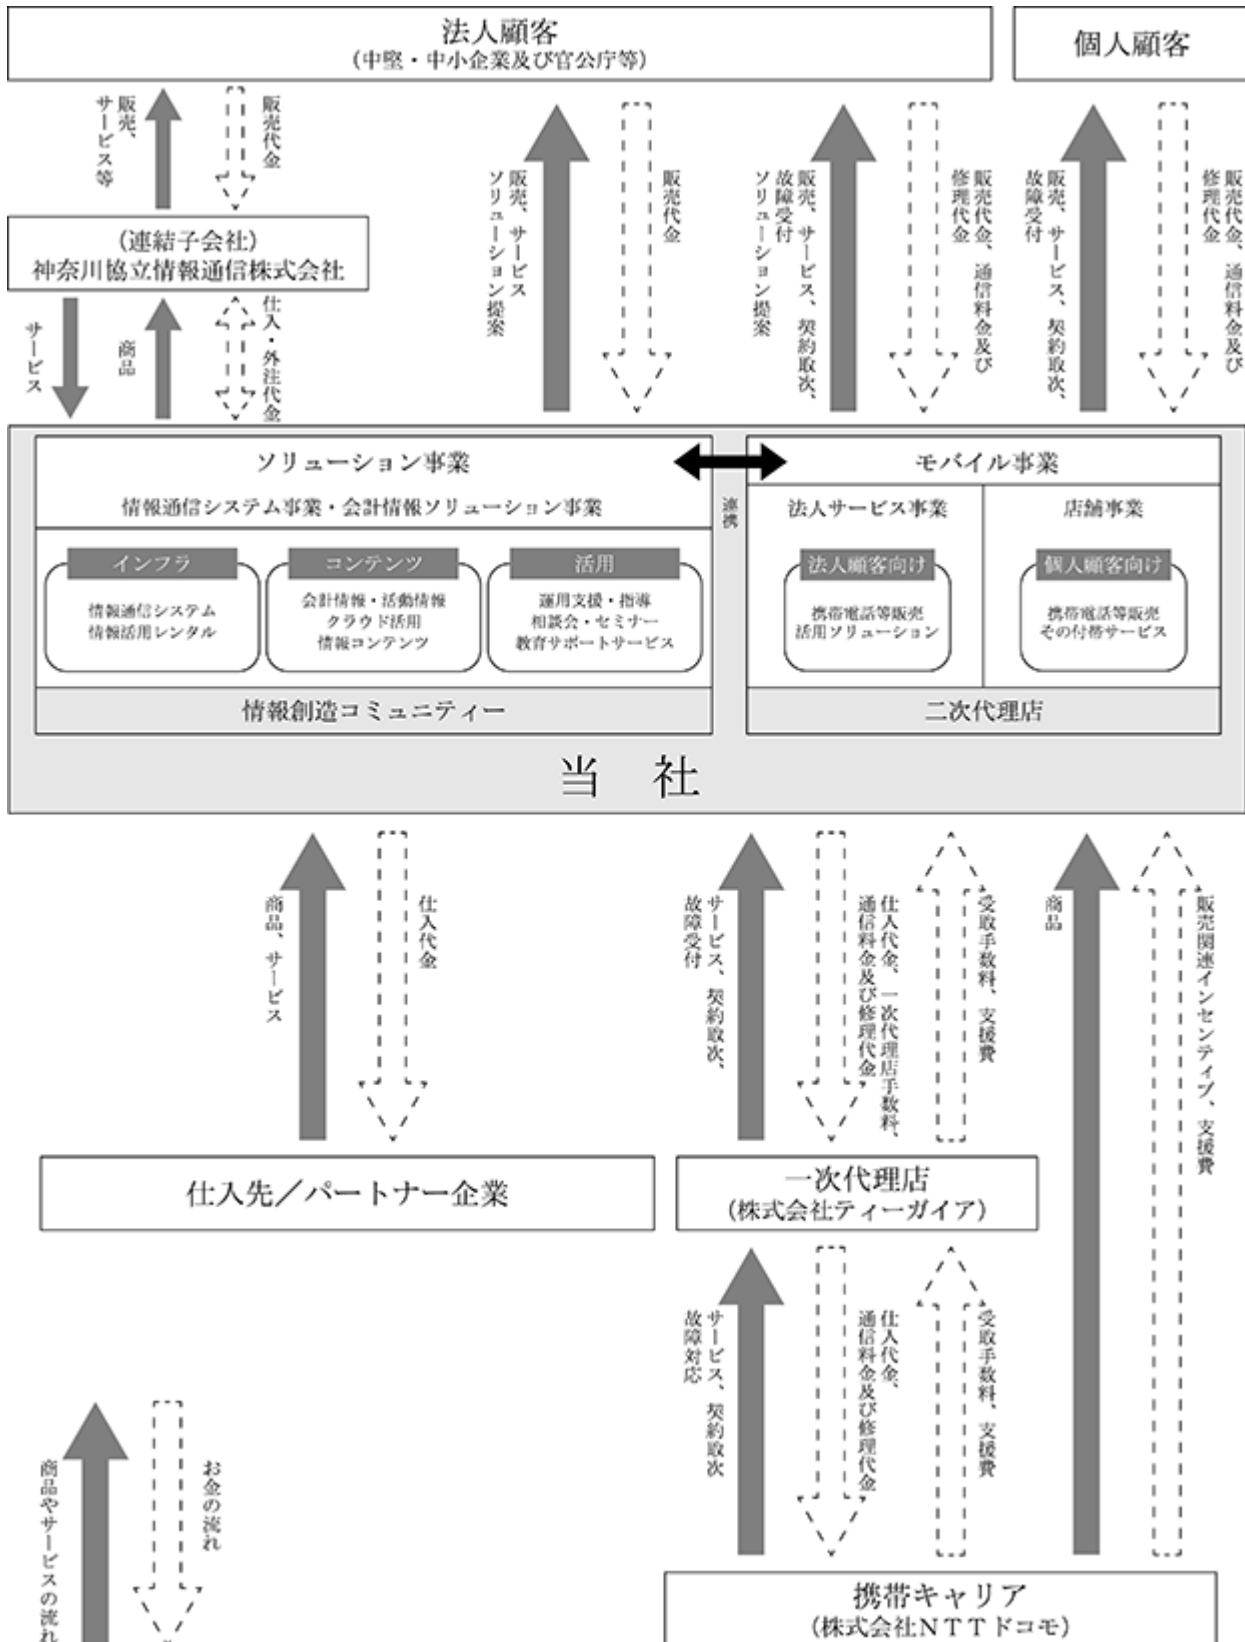 法人顧客
（中堅・中小企業及び官公庁等）
個人顧客
販売、
サービス等
販売代金
販売、サービス
ソリューション提案
販売代金
販売、サービス、契約取次、
故障受付
ソリューション提案
販売代金、通信料金及び
修理代金
販売、サービス、契約取次、
故障受付
販売代金、通信料金及び
修理代金
（連結子会社）
神奈川協立情報通信株式会社
サービス
商品
仕入・外注代金
ソリューション事業
情報通信システム事業・会計情報ソリューション事業
インフラ
情報通信システム
情報活用レンタル
コンテンツ
会計情報・活動情報
クラウド活用
情報コンテンツ
活用
運用支援・指導
相談会・セミナー
教育サポートサービス
情報創造コミュニティー
連携
モバイル事業
法人サービス事業
法人顧客向け
携帯電話等販売
活用ソリューション
店舗事業
個人顧客向け
携帯電話等販売
その付帯サービス
二次代理店
当 社
商品、サービス
仕入代金
サービス、契約取次、
故障受付
仕入代金、一次代理店手数料、
通信料金及び修理代金
受取手数料、支援費
商品
販売関連インセンティブ、支援費
仕入先／パートナー企業
一次代理店
（株式会社ティーガイア）
サービス、契約取次
故障対応
仕入代金、
通信料金及び修理代金
受取手数料、支援費
商品やサービスの流れ
お金の流れ
携帯キャリア
（株式会社ＮＴＴドコモ）